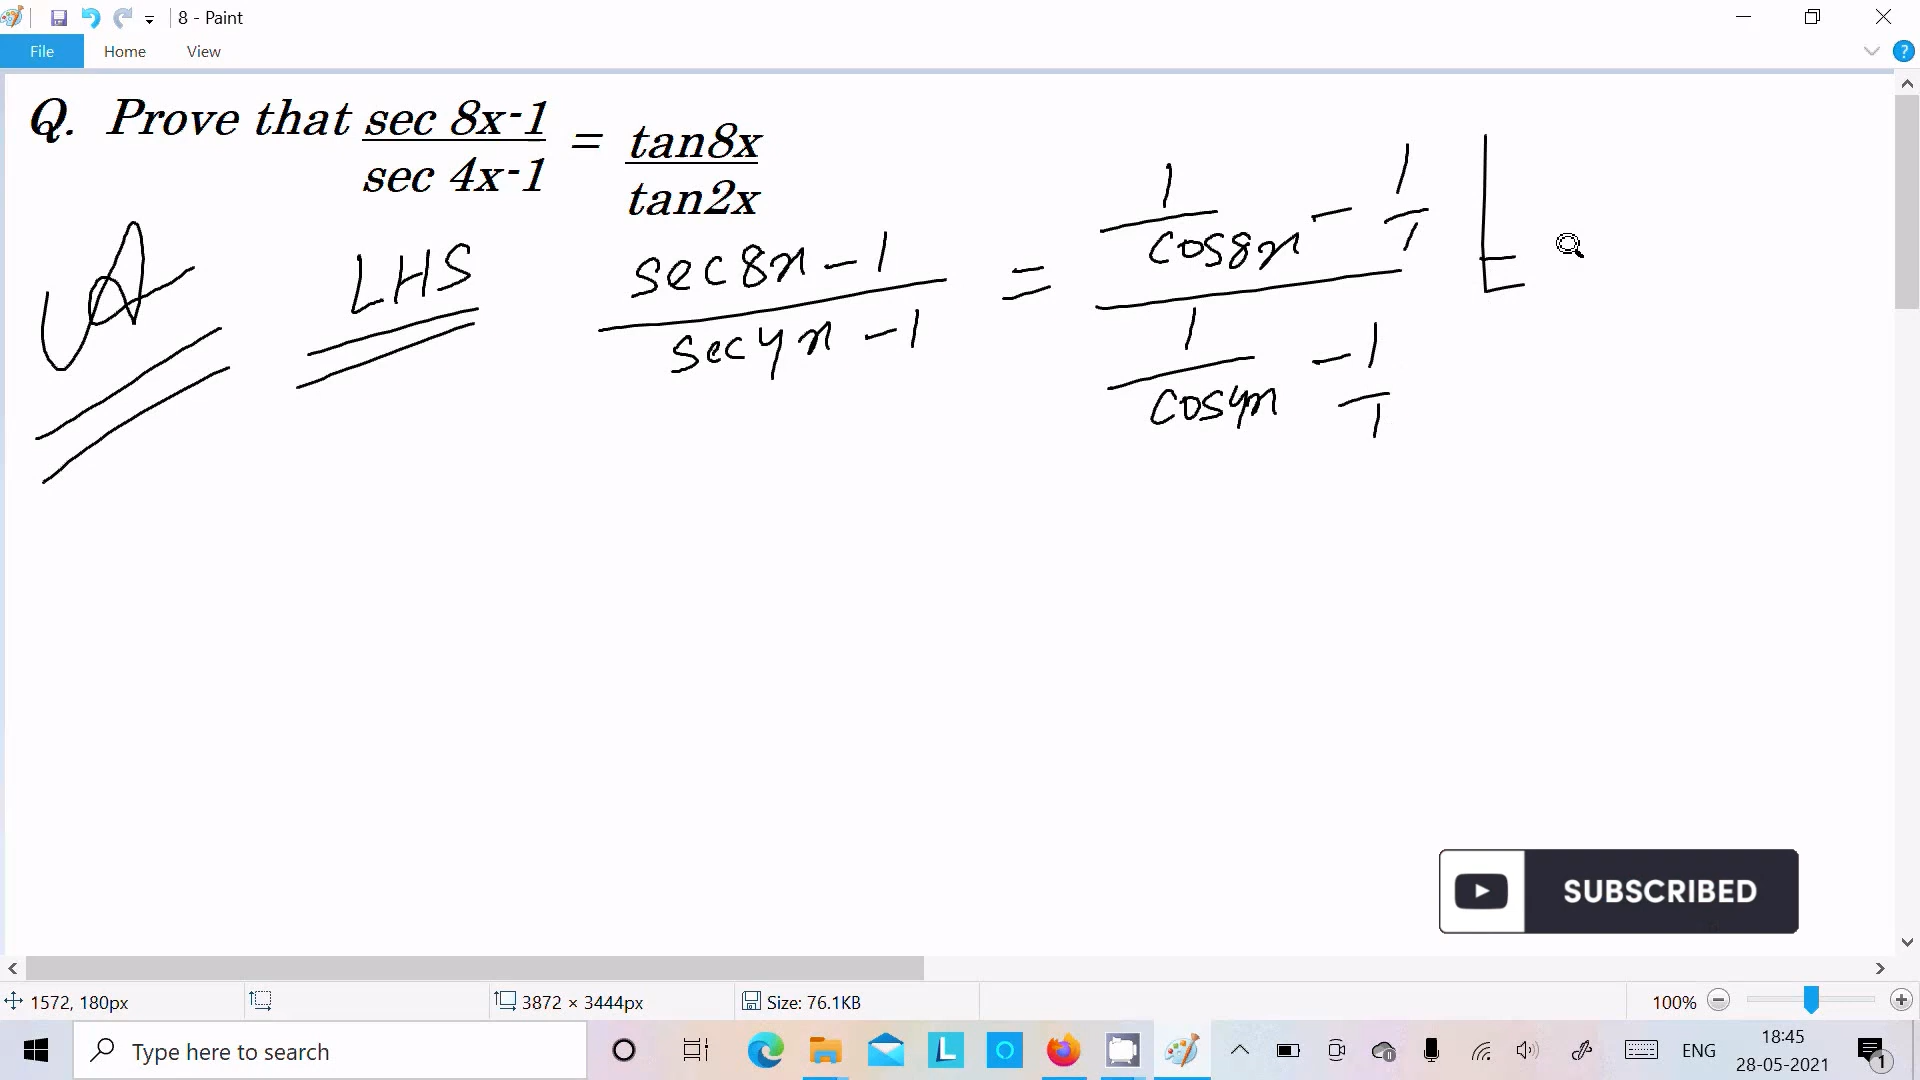 8 - Paint
File Home View
Q. Prove that sec 8x-1 = tan8x
sec 4x-1 tan2x
LHS sec8x - 1 = 1/cos8x - 1/1
sec4x - 1 1/cos4x - 1/1
SUBSCRIBED
1572, 180px 3872 × 3444px Size: 76.1KB 100%
Type here to search L ENG 18:45
28-05-2021 1